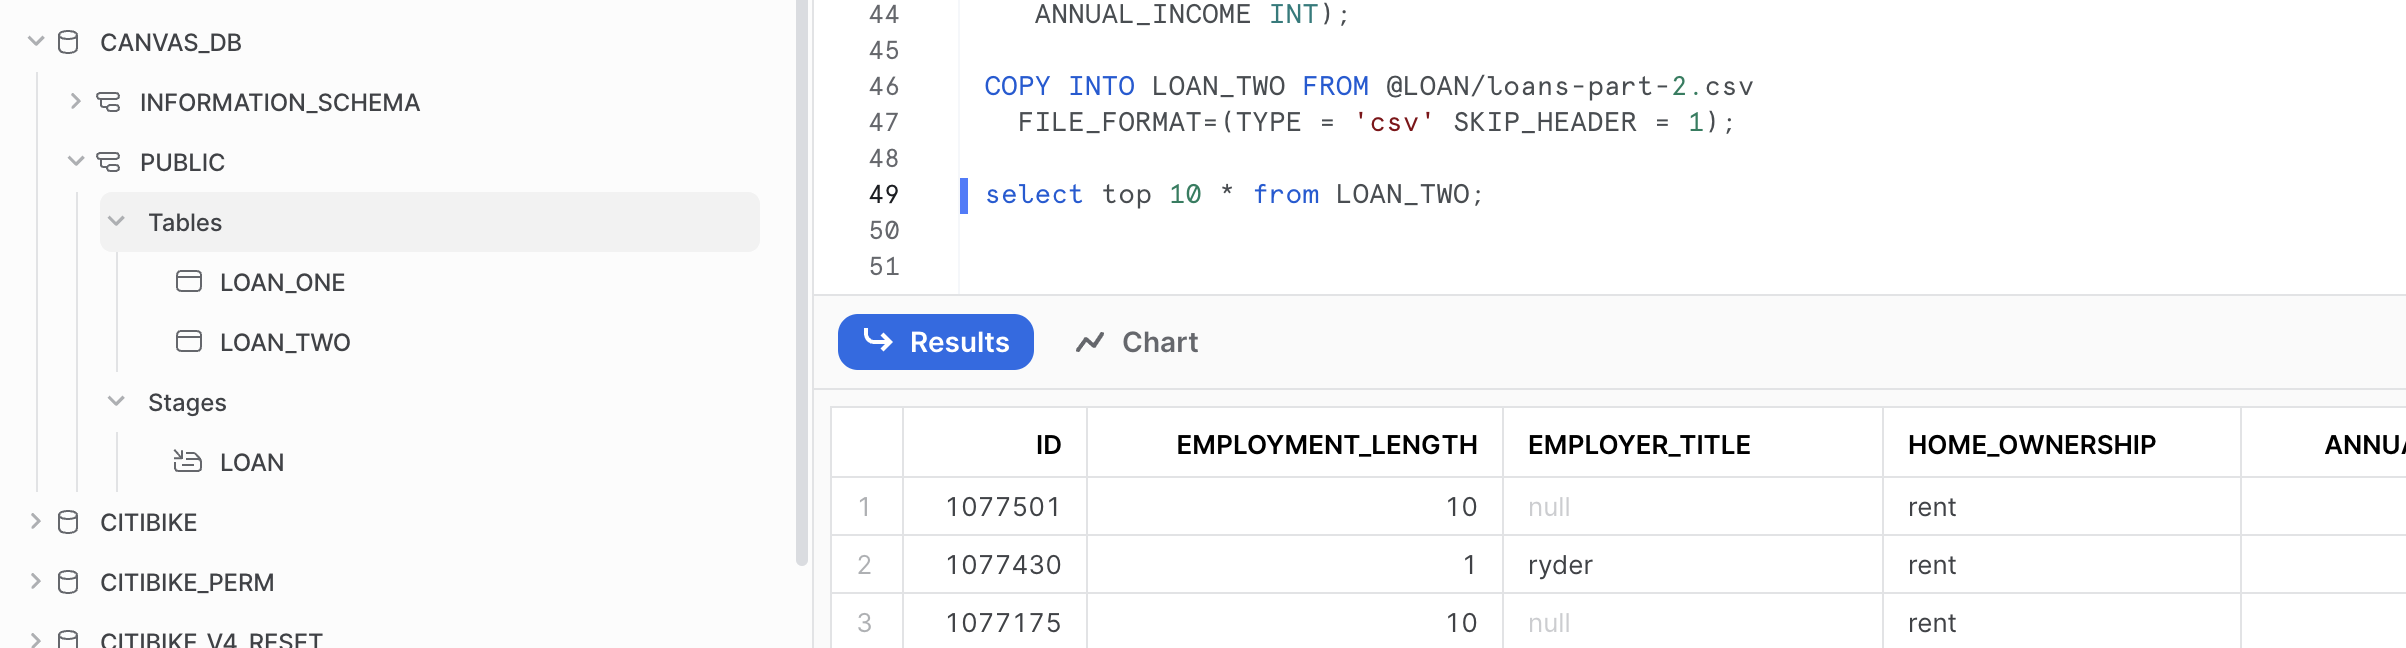 CANVAS_DB
INFORMATION_SCHEMA
PUBLIC
Tables
LOAN_ONE
LOAN_TWO
Stages
LOAN
CITIBIKE
CITIBIKE_PERM
CITIBIKE_V4_RESET
44 ANNUAL_INCOME INT);
45
46 COPY INTO LOAN_TWO FROM @LOAN/loans-part-2.csv
47 FILE_FORMAT=(TYPE = 'csv' SKIP_HEADER = 1);
48
49 select top 10 * from LOAN_TWO;
50
51
Results Chart
ID EMPLOYMENT_LENGTH EMPLOYER_TITLE HOME_OWNERSHIP ANNUA
1 1077501 10 null rent
2 1077430 1 ryder rent
3 1077175 10 null rent